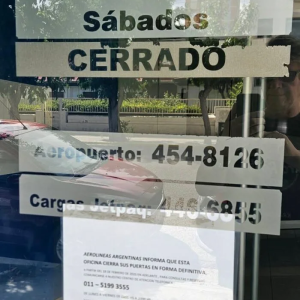 Sábados
CERRADO
Aeropuerto: 454-8126
Cargas Jetpaq: 446-6855
AEROLINEAS ARGENTINAS INFORMA QUE ESTA
OFICINA CIERRA SUS PUERTAS EN FORMA DEFINITIVA.
011 – 5199 3555